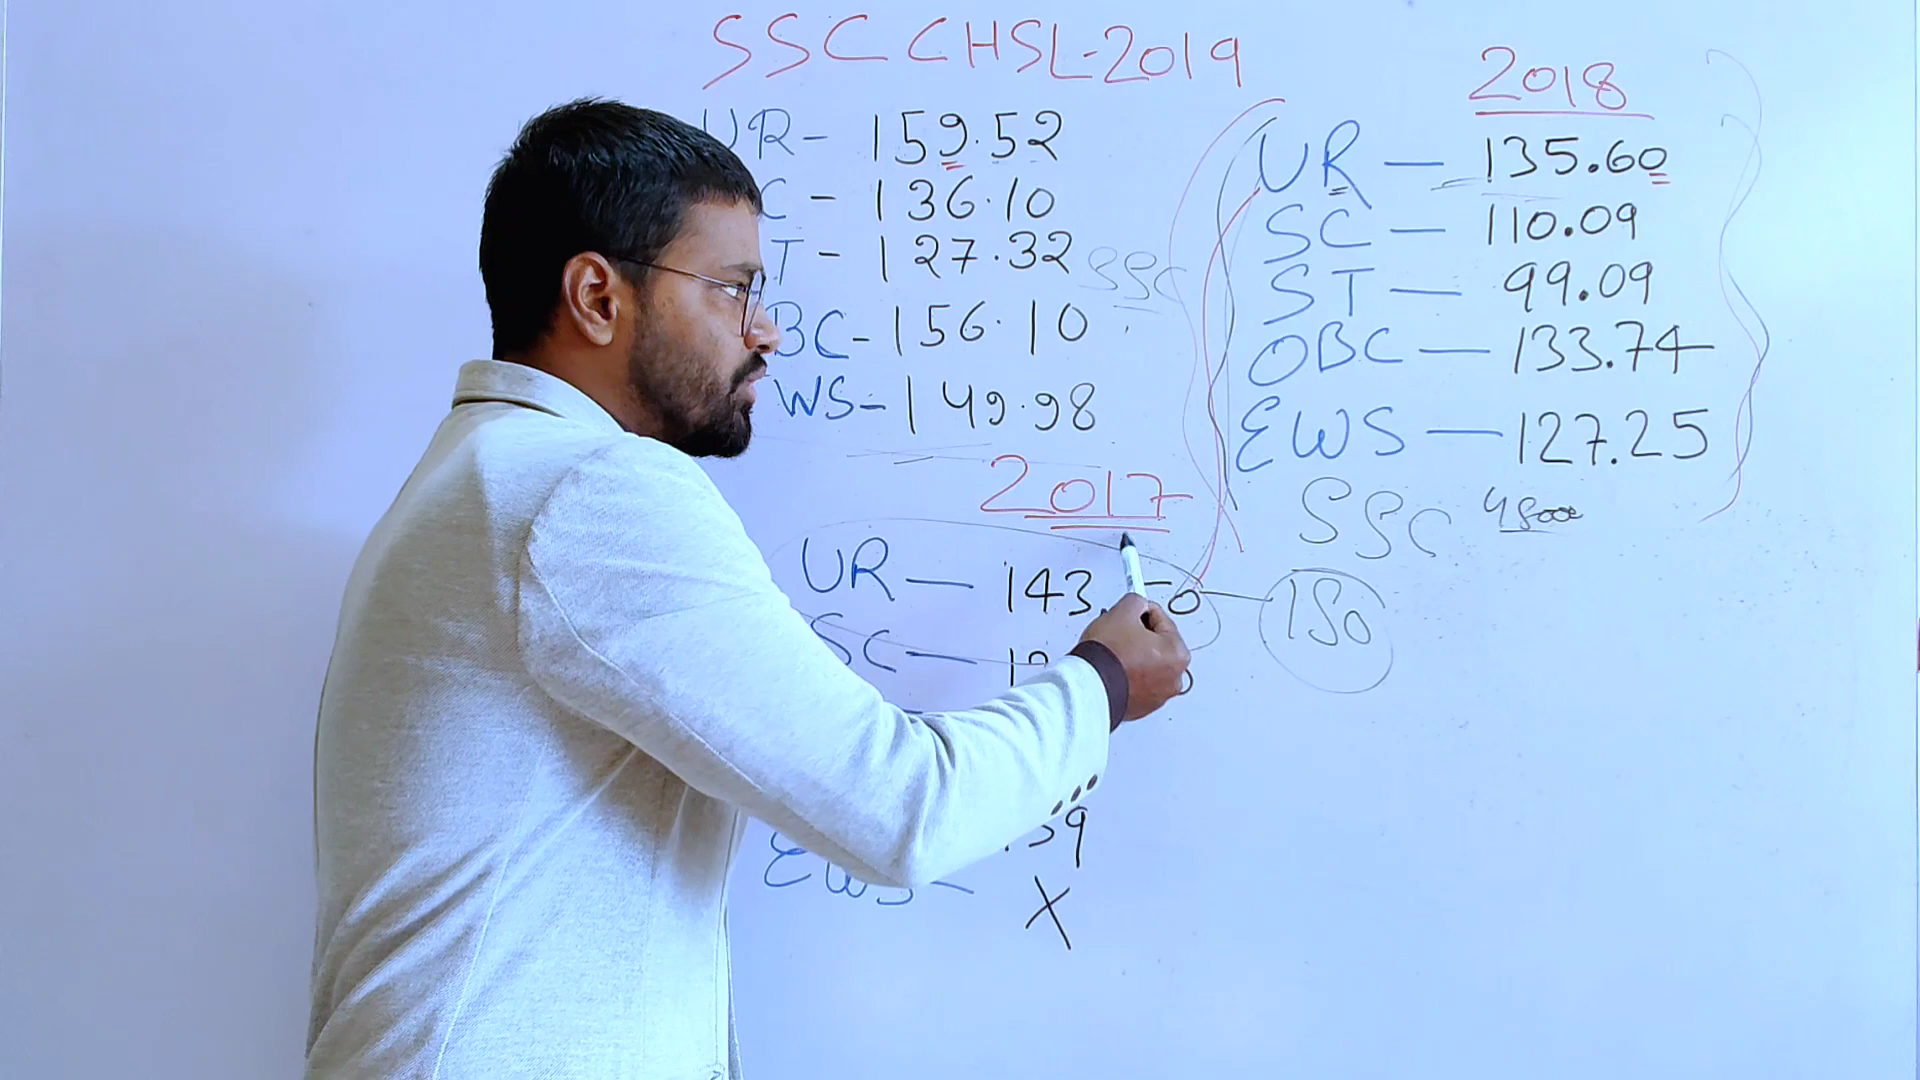 SSC CHSL-2019
UR- 159.52
C - 136.10
T - 127.32
BC-156.10
WS-149.98
SSC
2018
UR — 135.60
SC — 110.09
ST — 99.09
OBC — 133.74
EWS — 127.25
SSC
2017
UR — 143.
SC —
150
EWS - X